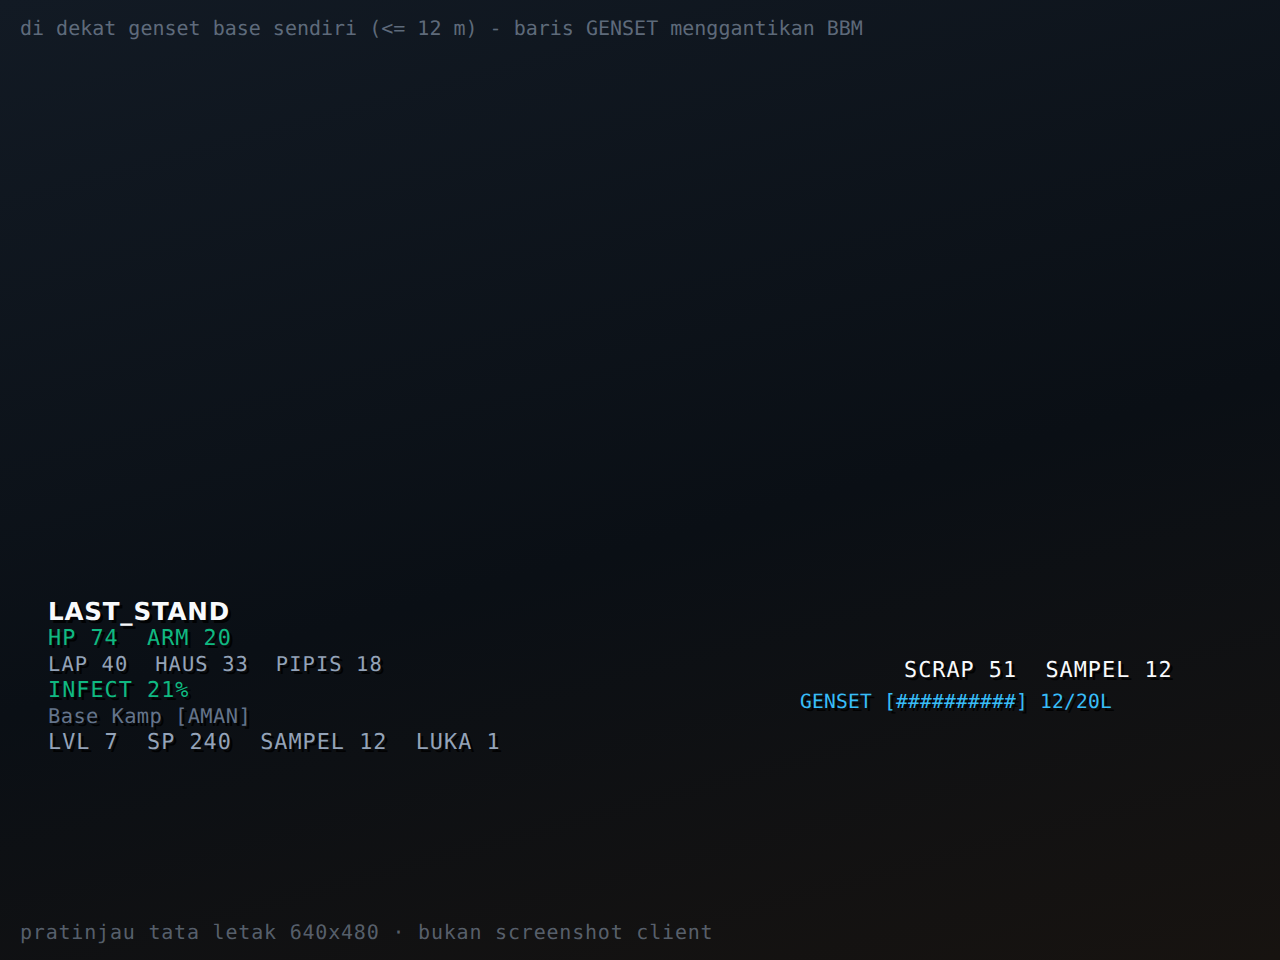 di dekat genset base sendiri (<= 12 m) - baris GENSET menggantikan BBM
LAST_STAND
HP 74  ARM 20
LAP 40  HAUS 33  PIPIS 18
INFECT 21%
Base Kamp [AMAN]
LVL 7  SP 240  SAMPEL 12  LUKA 1
SCRAP 51  SAMPEL 12
GENSET [##########] 12/20L
pratinjau tata letak 640x480 · bukan screenshot client